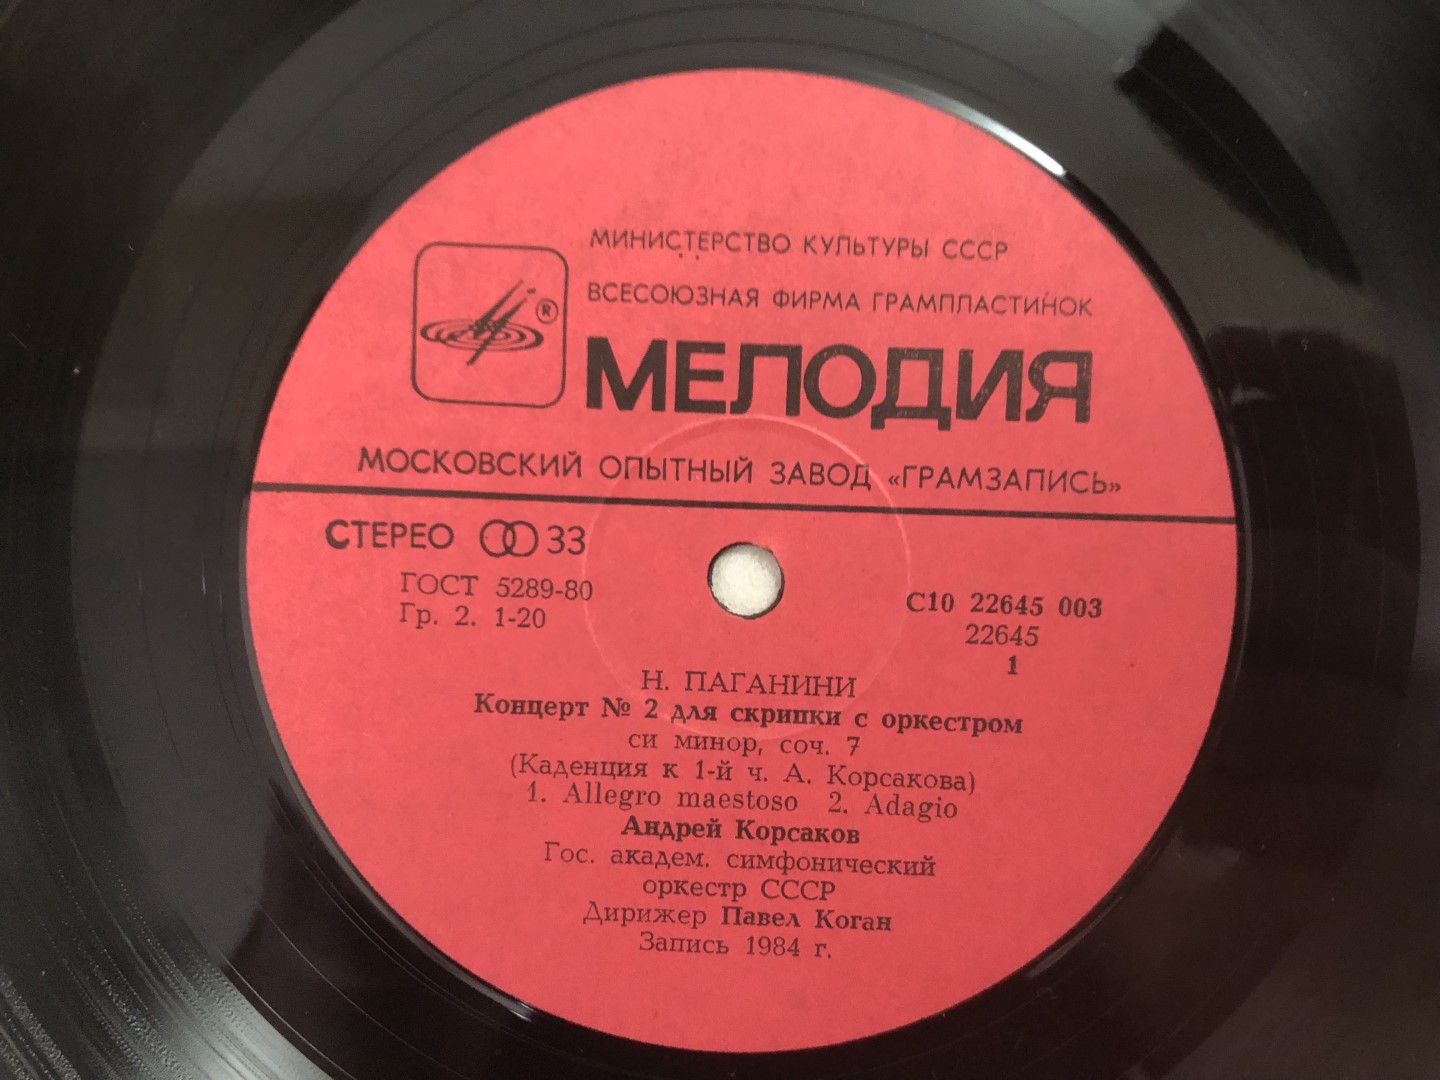 МИНИСТЕРСТВО КУЛЬТУРЫ СССР
ВСЕСОЮЗНАЯ ФИРМА ГРАМПЛАСТИНОК
®
МЕЛОДИЯ
МОСКОВСКИЙ ОПЫТНЫЙ ЗАВОД «ГРАМЗАПИСЬ»
СТЕРЕО 33
ГОСТ 5289-80
Гр. 2. 1-20
С10 22645 003
22645
1
Н. ПАГАНИНИ
Концерт № 2 для скрипки с оркестром
си минор, соч. 7
(Каденция к 1-й ч. А. Корсакова)
1. Allegro maestoso 2. Adagio
Андрей Корсаков
Гос. академ. симфонический
оркестр СССР
Дирижер Павел Коган
Запись 1984 г.